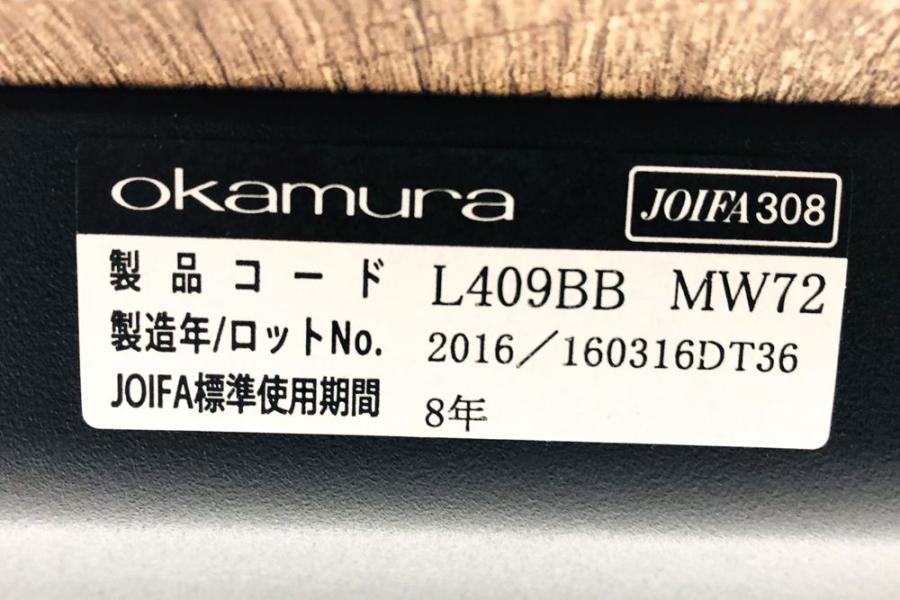 okamura JOIFA308
製品コード L409BB MW72
製造年/ロットNo. 2016/160316DT36
JOIFA標準使用期間 8年